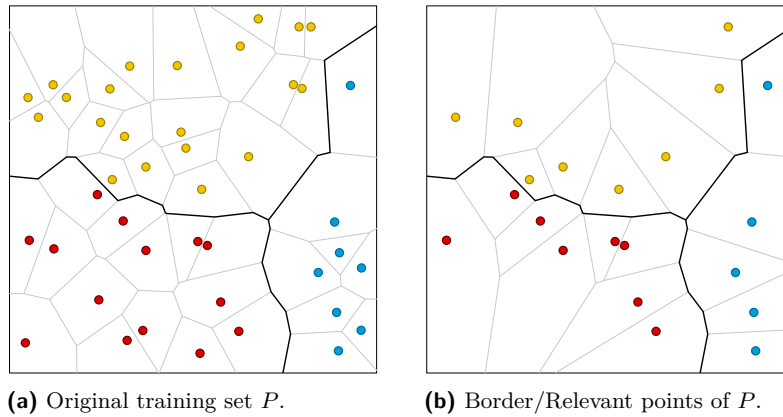 (a) Original training set P.
(b) Border/Relevant points of P.